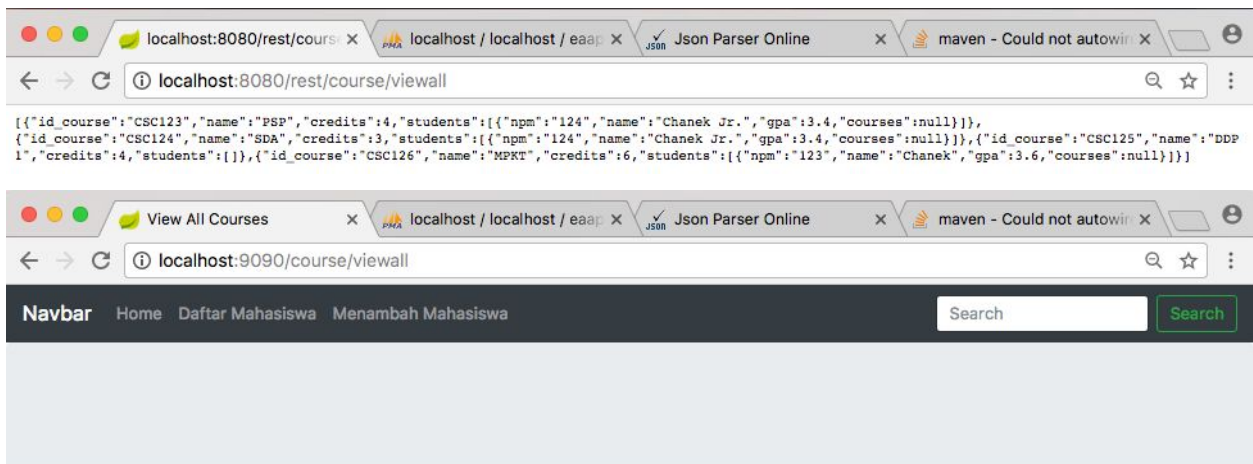 localhost:8080/rest/cours
localhost / localhost / eaap
Json Parser Online
maven - Could not autowir
localhost:8080/rest/course/viewall
[{"id_course":"CSC123","name":"PSP","credits":4,"students":[{"npm":"124","name":"Chanek Jr.","gpa":3.4,"courses":null}]},
{"id_course":"CSC124","name":"SDA","credits":3,"students":[{"npm":"124","name":"Chanek Jr.","gpa":3.4,"courses":null}]},{"id_course":"CSC125","name":"DDP
1","credits":4,"students":[]},{"id_course":"CSC126","name":"MPKT","credits":6,"students":[{"npm":"123","name":"Chanek","gpa":3.6,"courses":null}]}]
View All Courses
localhost / localhost / eaap
Json Parser Online
maven - Could not autowir
localhost:9090/course/viewall
Navbar Home Daftar Mahasiswa Menambah Mahasiswa Search Search